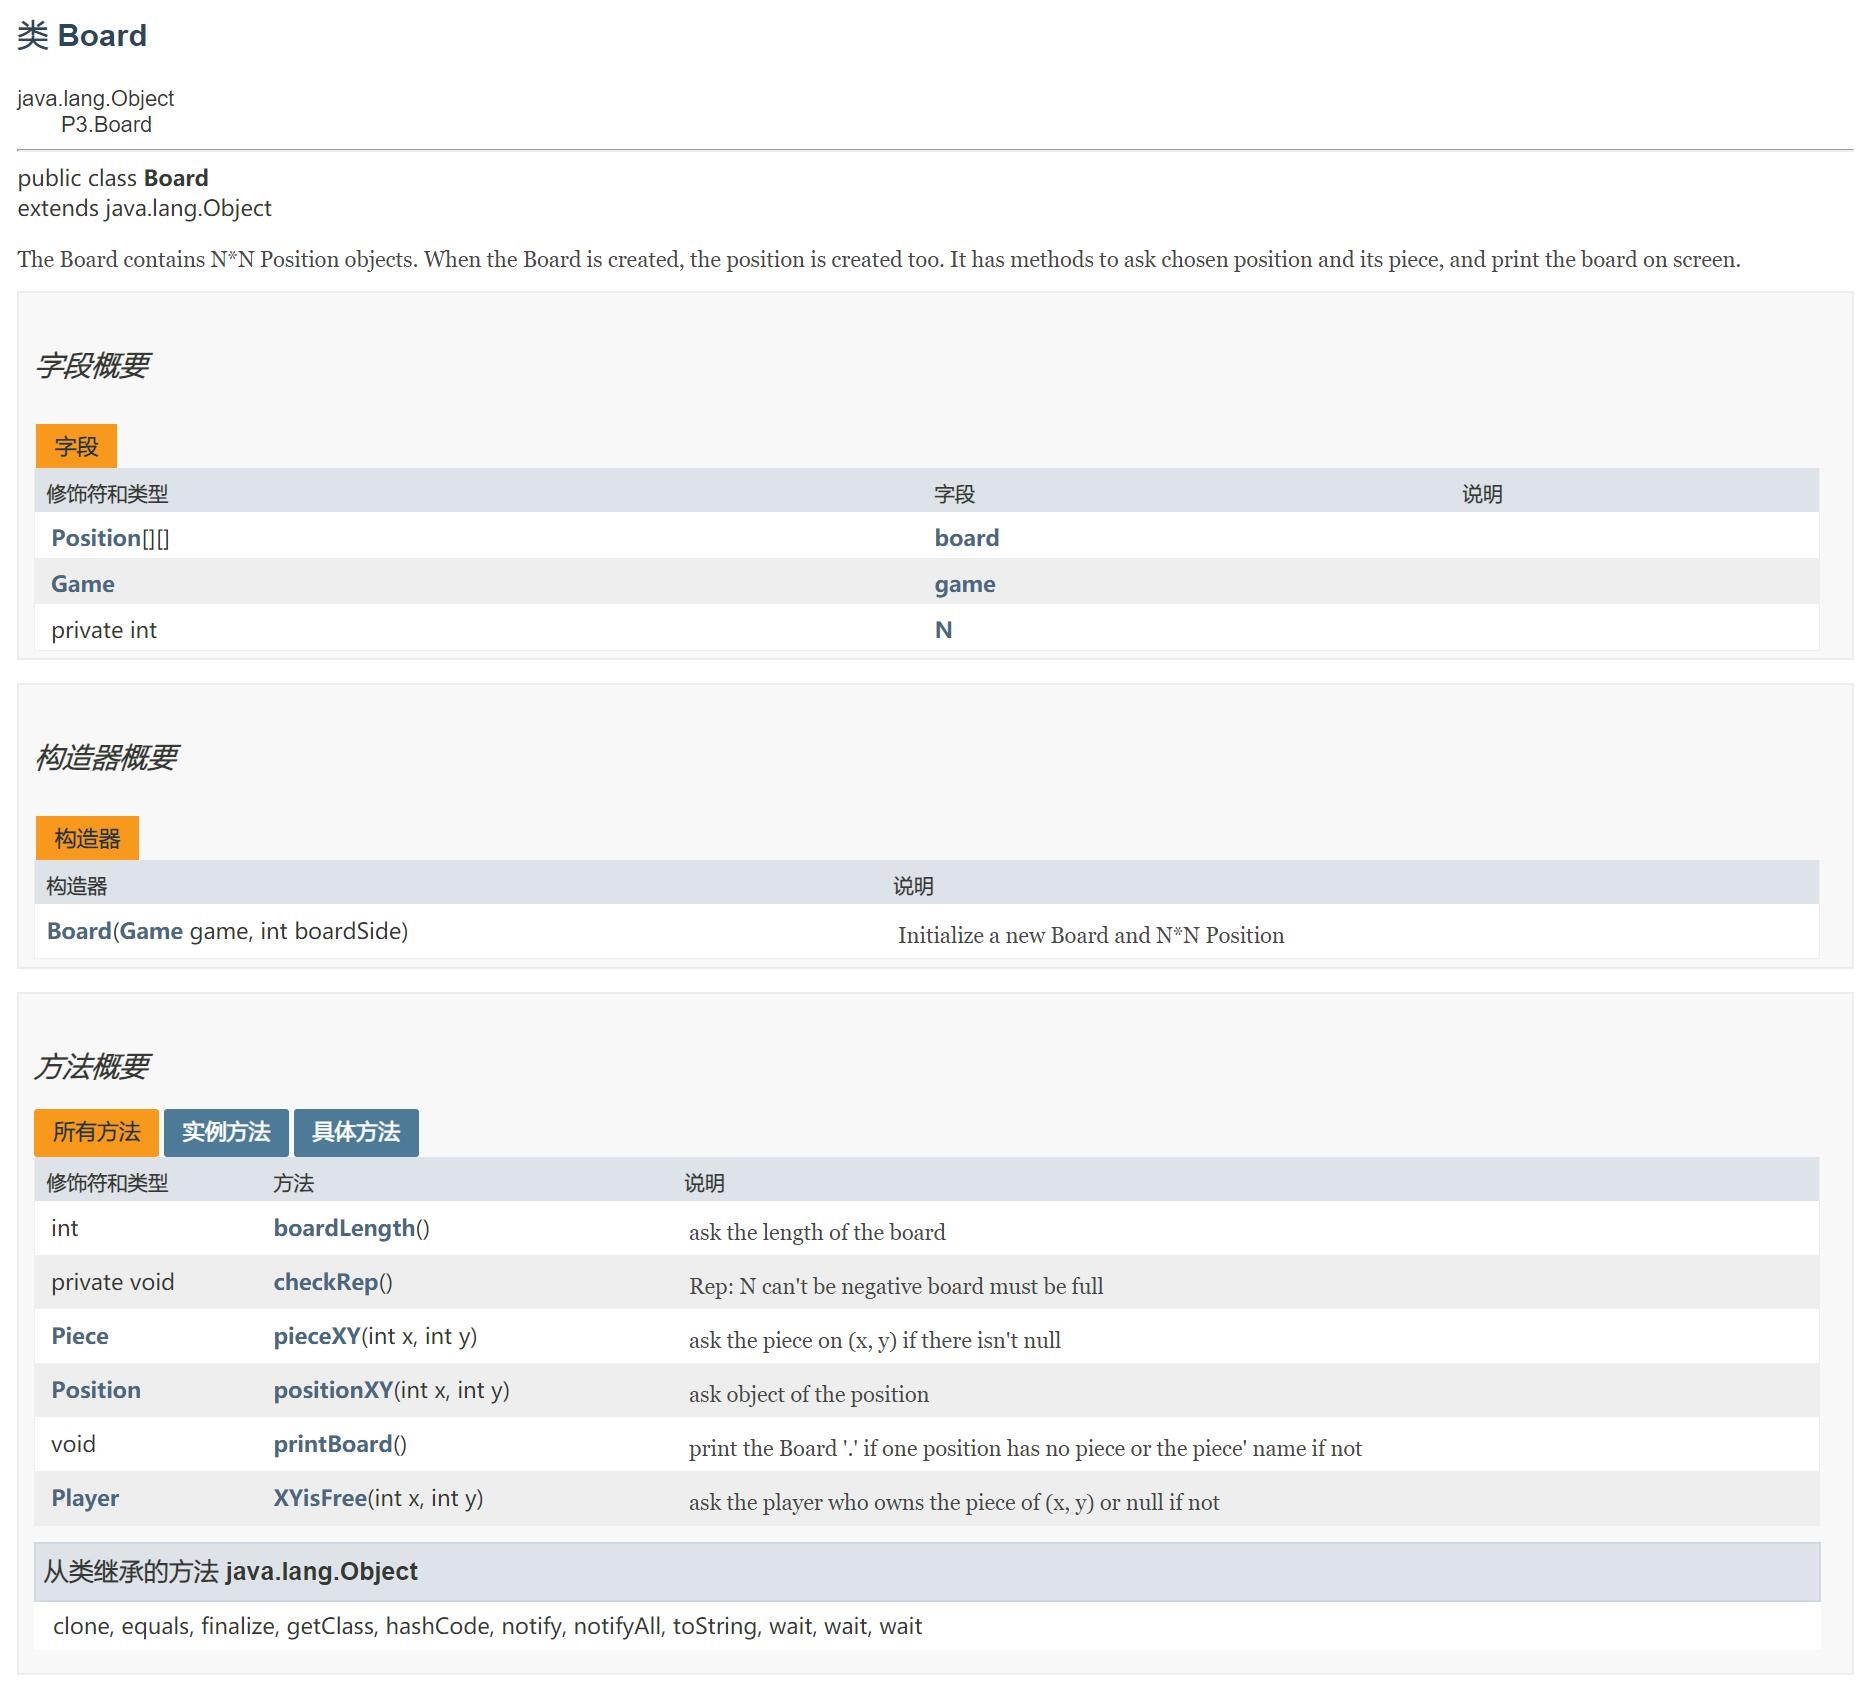 类 Board
java.lang.Object
P3.Board
public class Board
extends java.lang.Object
The Board contains N*N Position objects. When the Board is created, the position is created too. It has methods to ask chosen position and its piece, and print the board on screen.
字段概要
字段
修饰符和类型 字段 说明
Position[][] board
Game game
private int N
构造器概要
构造器
构造器 说明
Board(Game game, int boardSide) Initialize a new Board and N*N Position
方法概要
所有方法 实例方法 具体方法
修饰符和类型 方法 说明
int boardLength() ask the length of the board
private void checkRep() Rep: N can't be negative board must be full
Piece pieceXY(int x, int y) ask the piece on (x, y) if there isn't null
Position positionXY(int x, int y) ask object of the position
void printBoard() print the Board '.' if one position has no piece or the piece' name if not
Player XYisFree(int x, int y) ask the player who owns the piece of (x, y) or null if not
从类继承的方法 java.lang.Object
clone, equals, finalize, getClass, hashCode, notify, notifyAll, toString, wait, wait, wait